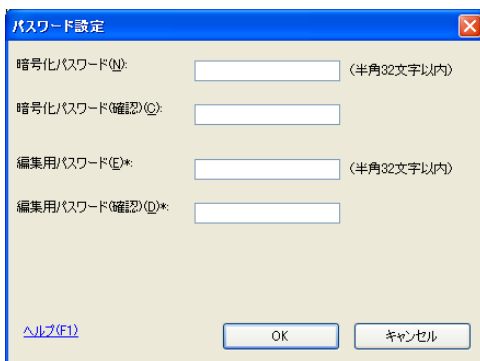 パスワード設定
暗号化パスワード(N): (半角32文字以内)
暗号化パスワード(確認)(C):
編集用パスワード(E)*: (半角32文字以内)
編集用パスワード(確認)(D)*:
ヘルプ(F1) OK キャンセル